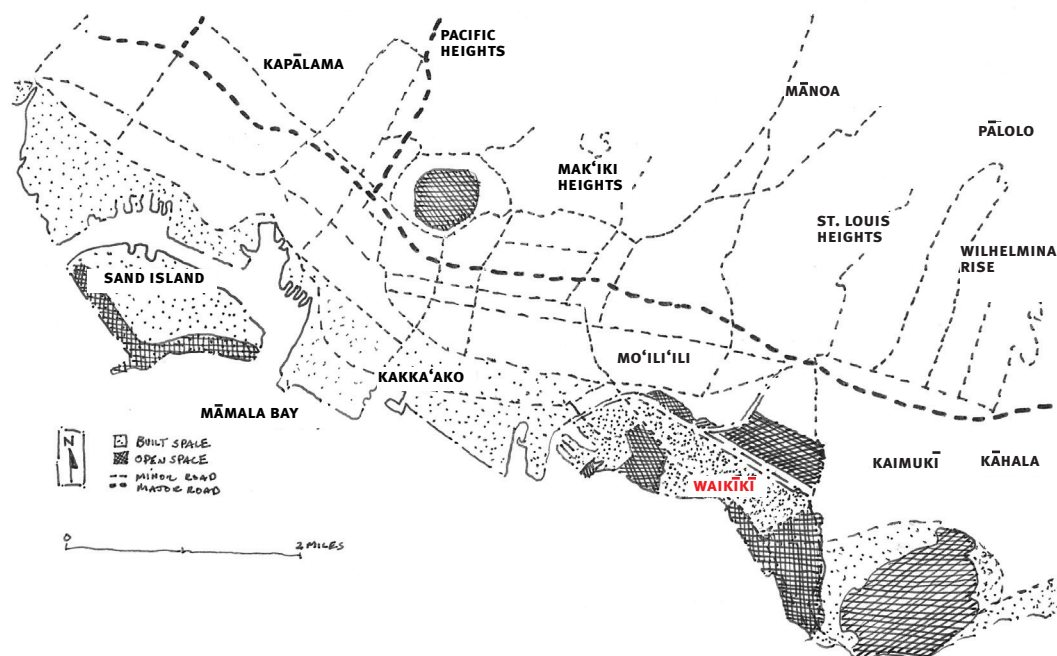 PACIFIC
HEIGHTS
KAPĀLAMA
MĀNOA
PĀLOLO
MAKʻIKI
HEIGHTS
ST. LOUIS
HEIGHTS
WILHELMINA
RISE
SAND ISLAND
MOʻILIʻILI
KAKKAʻAKO
MĀMALA BAY
N
BUILT SPACE
OPEN SPACE
MINOR ROAD
MAJOR ROAD
KAIMUKĪ
KĀHALA
WAIKĪKĪ
0
2 MILES